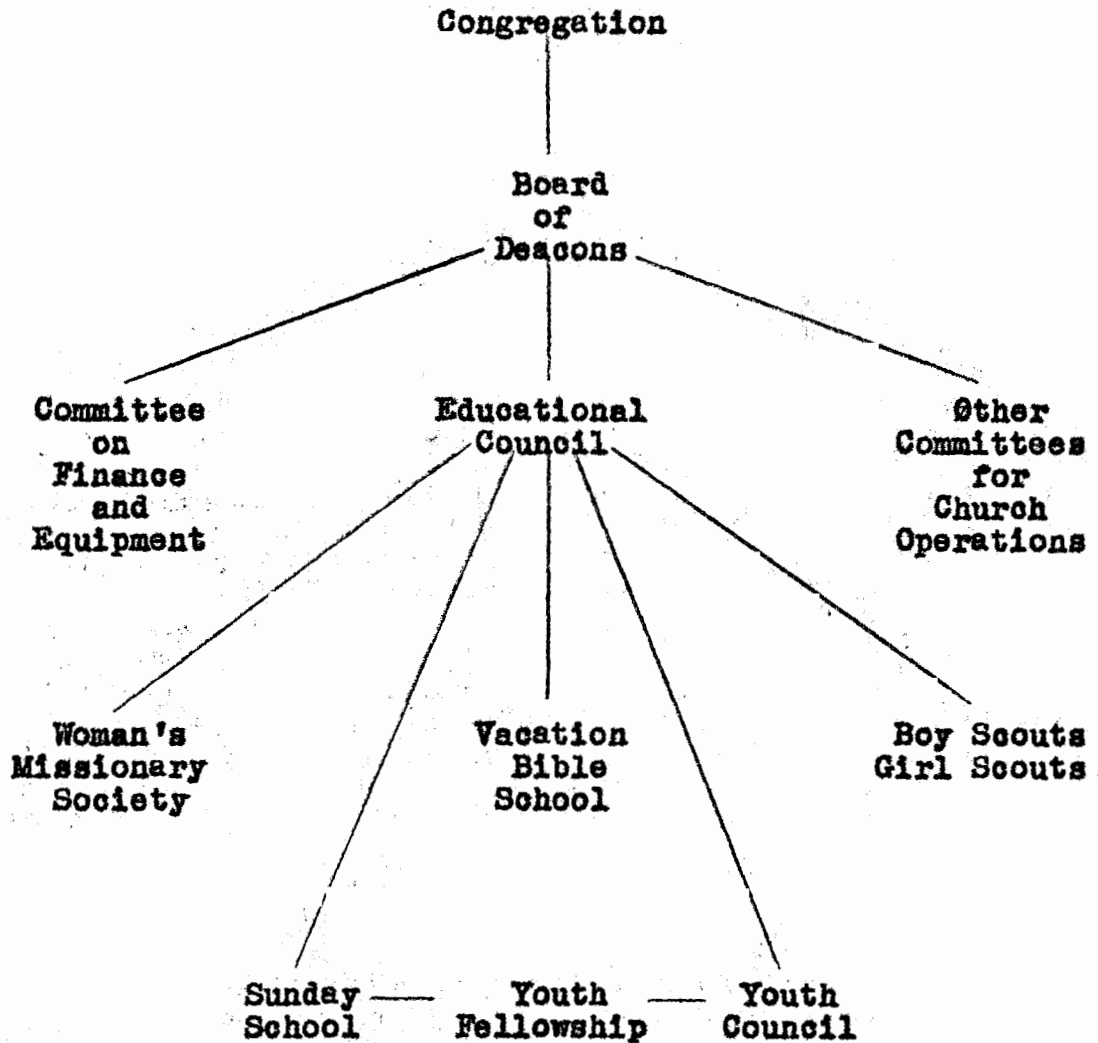 Congregation
Board
of
Deacons
Committee
on
Finance
and
Equipment
Educational
Council
Other
Committees
for
Church
Operations
Woman's
Missionary
Society
Vacation
Bible
School
Boy Scouts
Girl Scouts
Sunday
School
Youth
Fellowship
Youth
Council